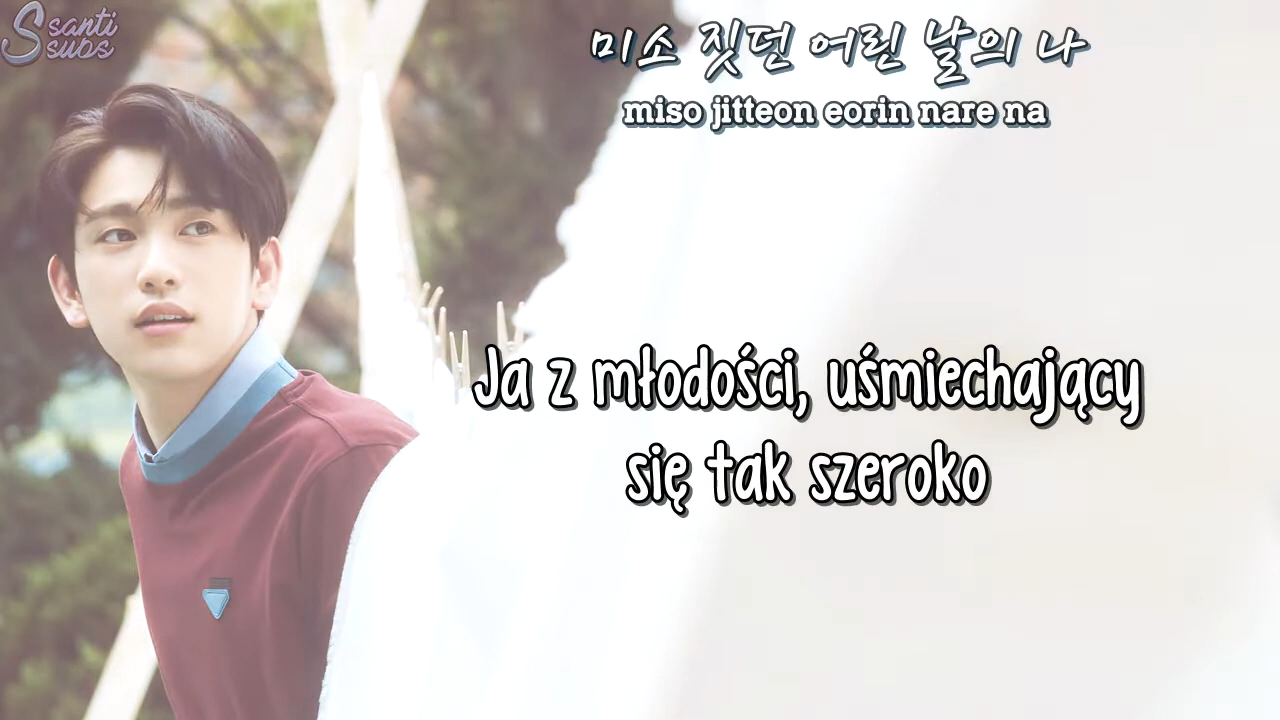 Ssanti
subs
미소 짓던 어린 날의 나
miso jitteon eorin nare na
Ja z młodości, uśmiechający
się tak szeroko